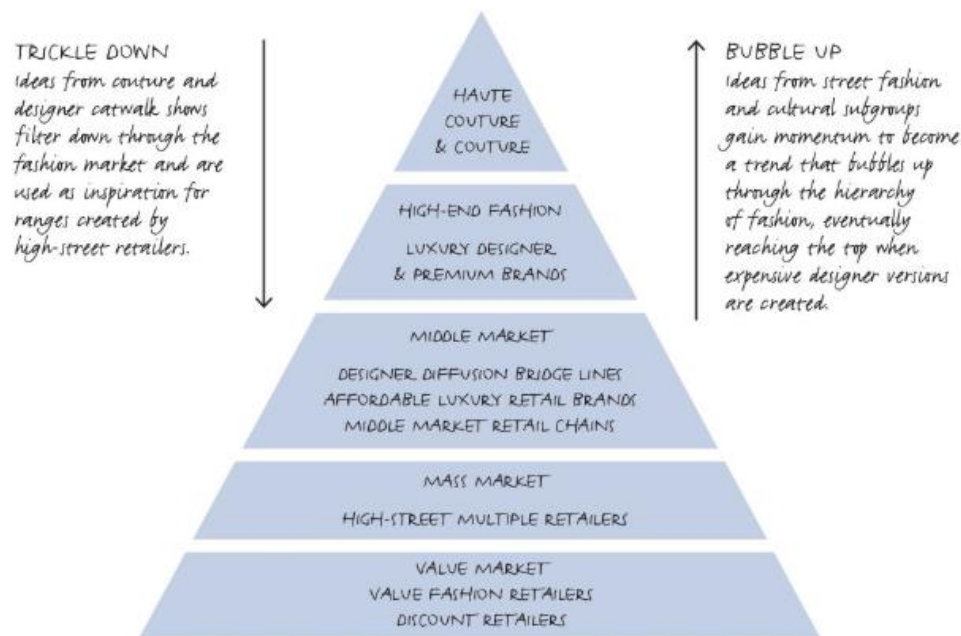 TRICKLE DOWN
Ideas from couture and
designer catwalk shows
filter down through the
fashion market and are
used as inspiration for
ranges created by
high-street retailers.
HAUTE
COUTURE
& COUTURE
HIGH-END FASHION
LUXURY DESIGNER
& PREMIUM BRANDS
MIDDLE MARKET
DESIGNER DIFFUSION BRIDGE LINES
AFFORDABLE LUXURY RETAIL BRANDS
MIDDLE MARKET RETAIL CHAINS
MASS MARKET
HIGH-STREET MULTIPLE RETAILERS
VALUE MARKET
VALUE FASHION RETAILERS
DISCOUNT RETAILERS
BUBBLE UP
Ideas from street fashion
and cultural subgroups
gain momentum to become
a trend that bubbles up
through the hierarchy
of fashion, eventually
reaching the top when
expensive designer versions
are created.